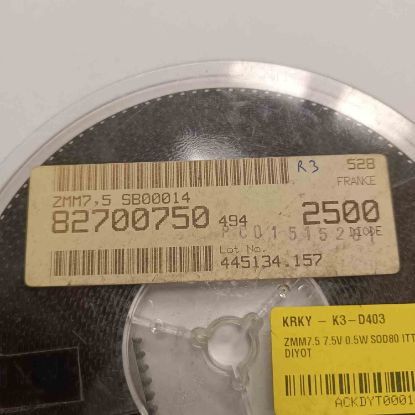 R3
528
FRANCE
ZMM7,5 SB00014
82700750 494 2500
DIODE
Lot No.
445134.157
KRKY - K3-D403
ZMM7.5 7.5V 0.5W SOD80 ITT
DIYOT
ACKDYT0001